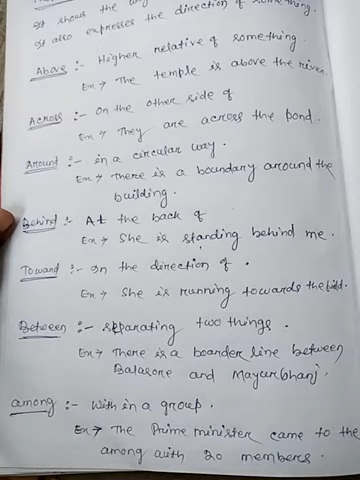 It shows the
It also expresses the direction of something.
Above :- Higher relative of something.
Ex → The temple is above the river.
Across :- On the other side of
Ex → They are across the pond.
Around :- in a circular way.
Ex → There is a boundary around the
building.
Behind :- At the back of
Ex → She is standing behind me.
Toward :- In the direction of .
Ex → She is running towards the field.
Between :- Separating two things.
Ex → There is a boarder line between
Balasore and Mayurbhanj.
among :- with in a group.
Ex → The Prime minister came to the
among with 20 members.